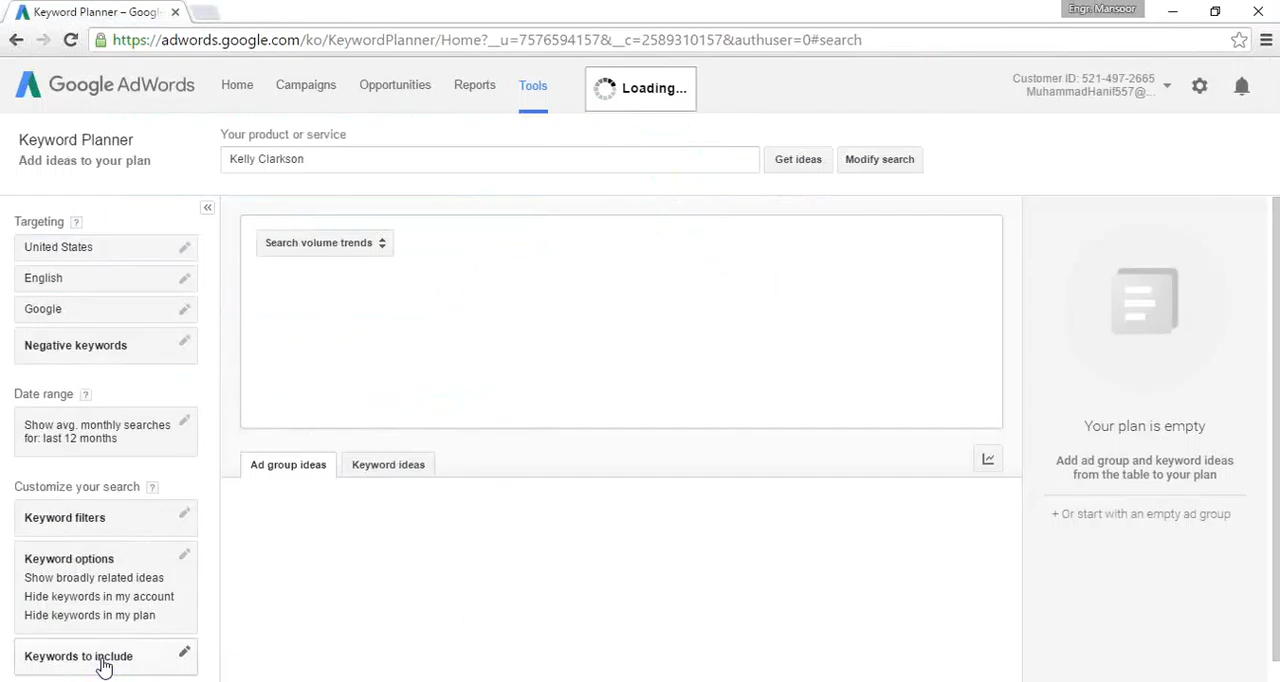 Keyword Planner – Googl
Engr. Mansoor
https://adwords.google.com/ko/KeywordPlanner/Home?__u=7576594157&__c=2589310157&authuser=0#search
Google AdWords
Home
Campaigns
Opportunities
Reports
Tools
Loading...
Customer ID: 521-497-2665
MuhammadHanif557@...
Keyword Planner
Add ideas to your plan
Your product or service
Kelly Clarkson
Get ideas
Modify search
Targeting ?
United States
English
Google
Negative keywords
Date range ?
Show avg. monthly searches
for: last 12 months
Customize your search ?
Keyword filters
Keyword options
Show broadly related ideas
Hide keywords in my account
Hide keywords in my plan
Keywords to include
Search volume trends
Ad group ideas
Keyword ideas
Your plan is empty
Add ad group and keyword ideas
from the table to your plan
+ Or start with an empty ad group